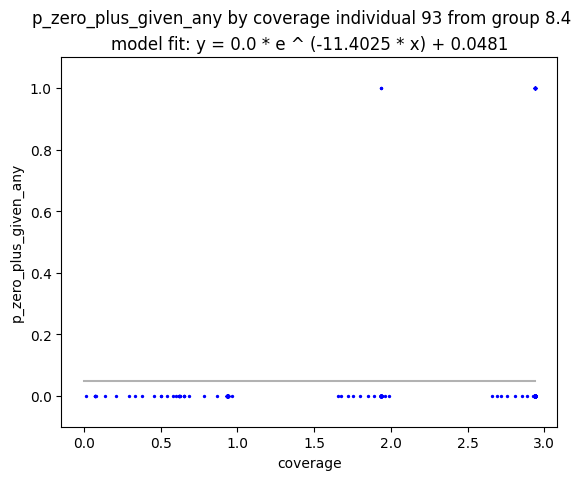 p_zero_plus_given_any by coverage individual 93 from group 8.4
model fit: y = 0.0 * e ^ (-11.4025 * x) + 0.0481
1.0
0.8
0.6
0.4
0.2
0.0
p_zero_plus_given_any
0.0 0.5 1.0 1.5 2.0 2.5 3.0
coverage